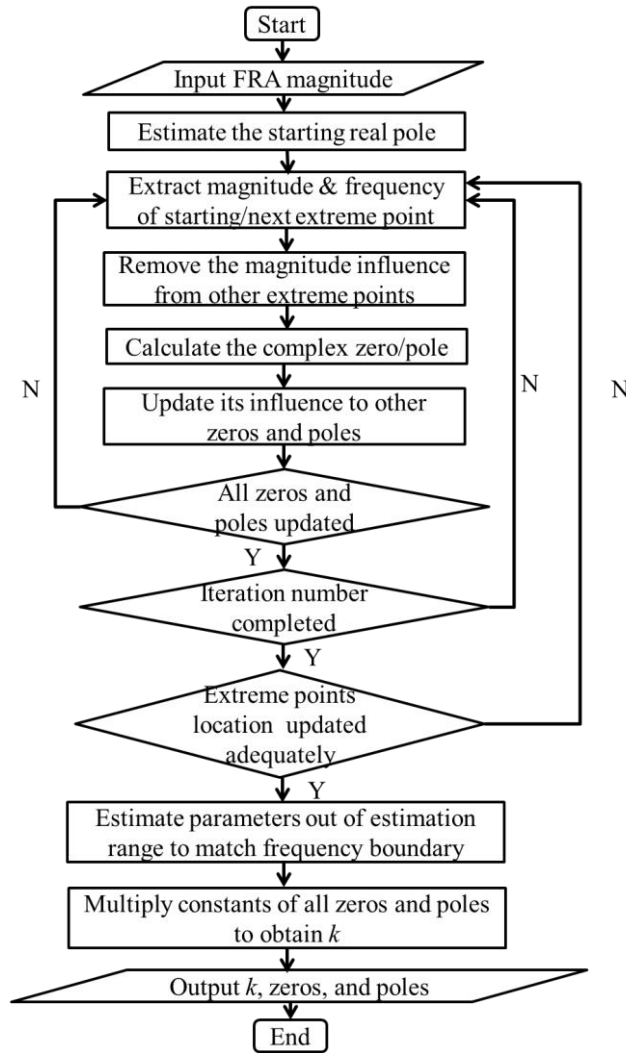 Start
Input FRA magnitude
Estimate the starting real pole
Extract magnitude & frequency
of starting/next extreme point
Remove the magnitude influence
from other extreme points
Calculate the complex zero/pole
N
N
N
Update its influence to other
zeros and poles
All zeros and
poles updated
Y
Iteration number
completed
Y
Extreme points
location updated
adequately
Y
Estimate parameters out of estimation
range to match frequency boundary
Multiply constants of all zeros and poles
to obtain k
Output k, zeros, and poles
End